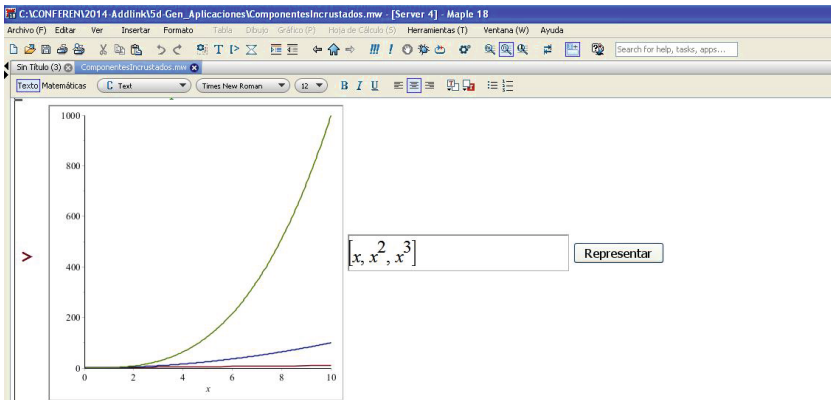 C:\CONFEREN\2014-Addlink\5d-Gen_Aplicaciones\ComponentesIncrustados.mw - [Server 4] - Maple 18
Archivo (F) Editar Ver Insertar Formato Tabla Dibujo Gráfico (P) Hoja de Cálculo (S) Herramientas (T) Ventana (W) Ayuda
Search for help, tasks, apps...
Sin Título (3) ComponentesIncrustados.mw
Texto Matemáticas C Text Times New Roman 12 B I U
1000
800
600
400
200
0
0 2 4 6 8 10
x
>
[x, x², x³]
Representar